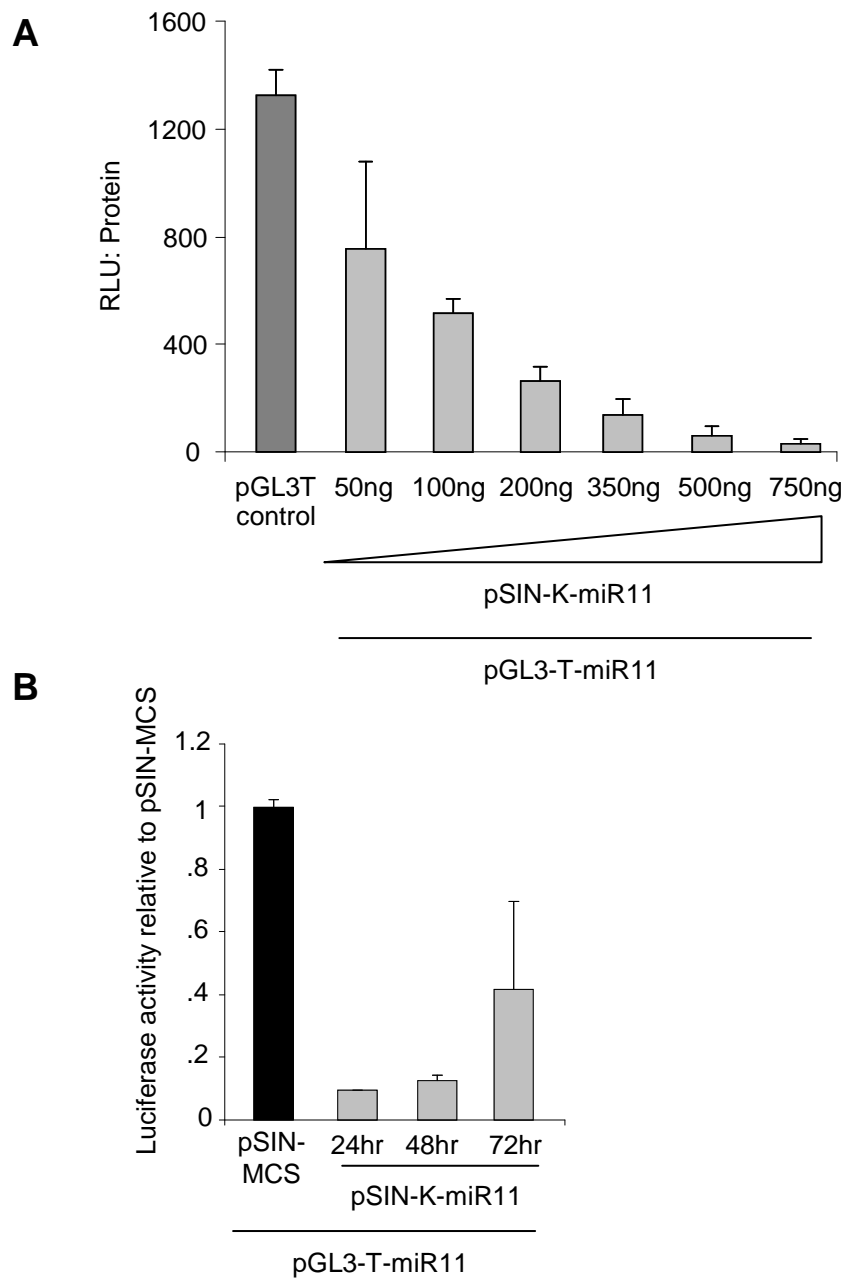 A
1600
1200
800
400
0
RLU: Protein
pGL3T control
50ng
100ng
200ng
350ng
500ng
750ng
pSIN-K-miR11
pGL3-T-miR11
B
1.2
1
.8
.6
.4
.2
0
Luciferase activity relative to pSIN-MCS
pSIN-
MCS
24hr
48hr
72hr
pSIN-K-miR11
pGL3-T-miR11